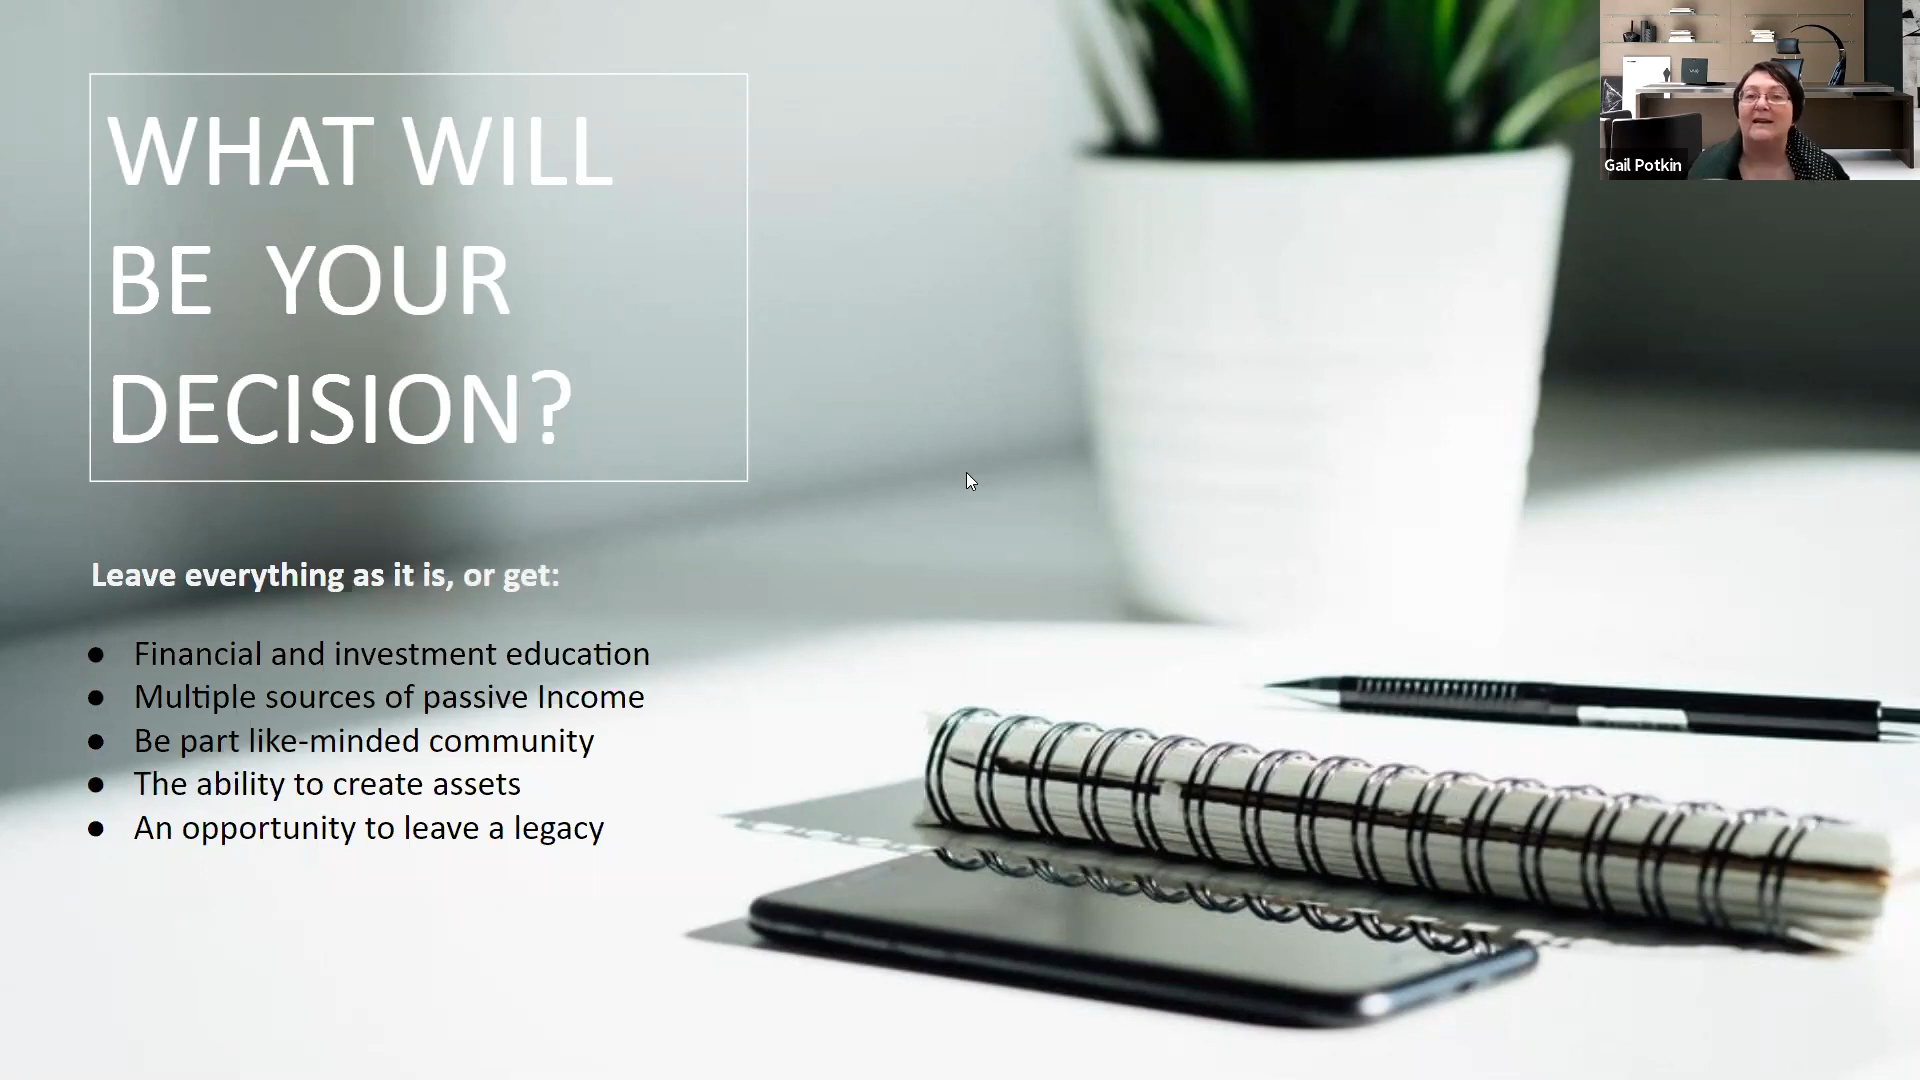 WHAT WILL
BE YOUR
DECISION?
Leave everything as it is, or get:
● Financial and investment education
● Multiple sources of passive Income
● Be part like-minded community
● The ability to create assets
● An opportunity to leave a legacy
Gail Potkin